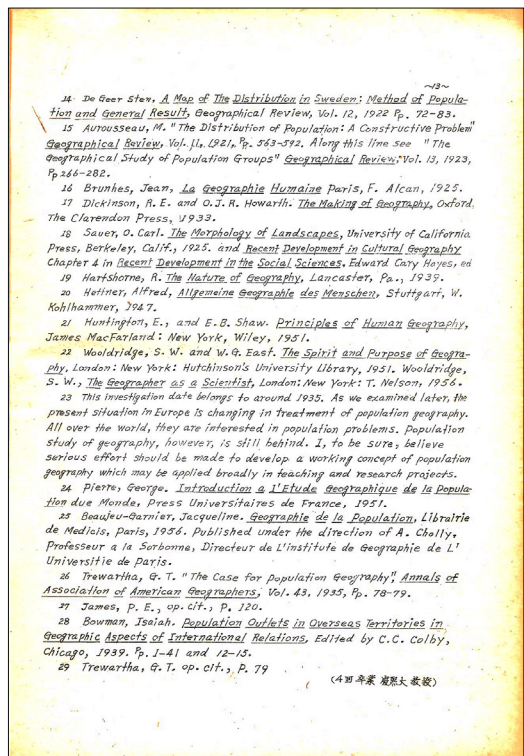 ~13~
14 De Geer Sten, A Map of The Distribution in Sweden: Method of Popula-
tion and General Result, Geographical Review, Vol. 12, 1922 Pp. 72-83.
15 Aurousseau, M. "The Distribution of Population: A Constructive Problem"
Geographical Review, Vol. 11, 1921, Pp. 563-592. Along this line see "The
Geographical Study of Population Groups" Geographical Review. Vol. 13, 1923,
Pp 266-282.
16 Brunhes, Jean, La Geographie Humaine Paris, F. Alcan, 1925.
17 Dickinson, R.E. and O.J.R. Howarth. The Making of Geography, Oxford,
The Clarendon Press, 1933.
18 Sauer, O. Carl. The Morphology of Landscapes, University of California
Press, Berkeley, Calif., 1925. and Recent Development in Cultural Geography
Chapter 4 in Recent Development in the Social Sciences. Edward Cary Hayes, ed
19 Hartshorne, R. The Nature of Geography, Lancaster, Pa., 1939.
20 Hettner, Alfred, Allgemeine Geographie des Menschen, Stuttgart, W.
Kohlhammer, 1947.
21 Huntington, E., and E.B. Shaw. Principles of Human Geography,
James MacFarland: New York, Wiley, 1951.
22 Wooldridge, S.W. and W.G. East. The Spirit and Purpose of Geogra-
phy, London: New York: Hutchinson's University Library, 1951. Wooldridge,
S.W., The Geographer as a Scientist, London: New York: T. Nelson, 1956.
23 This investigation date belongs to around 1935. As we examined later, the
present situation in Europe is changing in treatment of population geography.
All over the world, they are interested in population problems. Population
study of geography, however, is still behind. I, to be sure, believe
serious effort should be made to develop a working concept of population
geography which may be applied broadly in teaching and research projects.
24 Pierre, George. Introduction a l'Etude Geographique de la Popula-
tion due Monde, Press Universitaires de France, 1951.
25 Beaujeu-Garnier, Jacqueline. Geographie de la Population, Librairie
de Medicis, Paris, 1956. Published under the direction of A. Cholly,
Professeur a la Sorbonne, Directeur de L'institute de Geographie de L'
Universitie de Paris.
26 Trewartha, G.T. "The Case for Population Geography", Annals of
Association of American Geographers, Vol. 43, 1935, Pp. 78-79.
27 James, P.E., op. cit., P. 120.
28 Bowman, Isaiah. Population Outlets in Overseas Territories in
Geographic Aspects of International Relations, Edited by C.C. Colby,
Chicago, 1939. Pp. 1-41 and 12-15.
29 Trewartha, G.T. op. cit., P. 79
(4回 卒業 慶熙大 敎授)